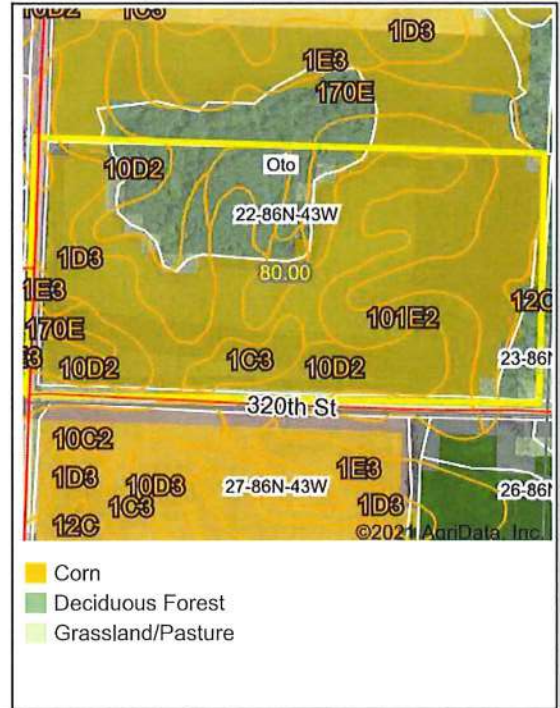 10D2
1C3
1D3
1E3
170E
Oto
10D2
22-86N-43W
1D3
80.00
1E3
12C
101E2
170E
23-86N
10D2
1C3
10D2
320th St
10C2
1E3
1D3
10D3
27-86N-43W
26-86N
1C3
1D3
12C
©2021 AgriData, Inc.
Corn
Deciduous Forest
Grassland/Pasture